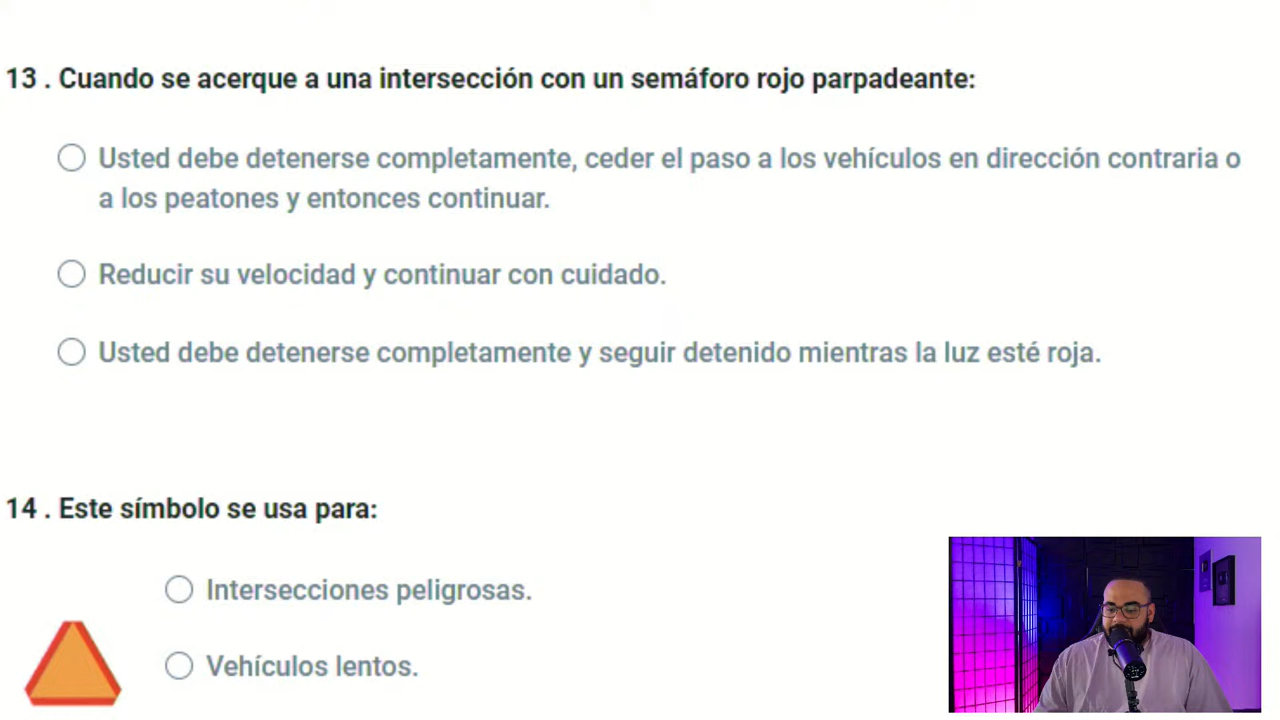 13 . Cuando se acerque a una intersección con un semáforo rojo parpadeante:
Usted debe detenerse completamente, ceder el paso a los vehículos en dirección contraria o
a los peatones y entonces continuar.
Reducir su velocidad y continuar con cuidado.
Usted debe detenerse completamente y seguir detenido mientras la luz esté roja.
14 . Este símbolo se usa para:
Intersecciones peligrosas.
Vehículos lentos.